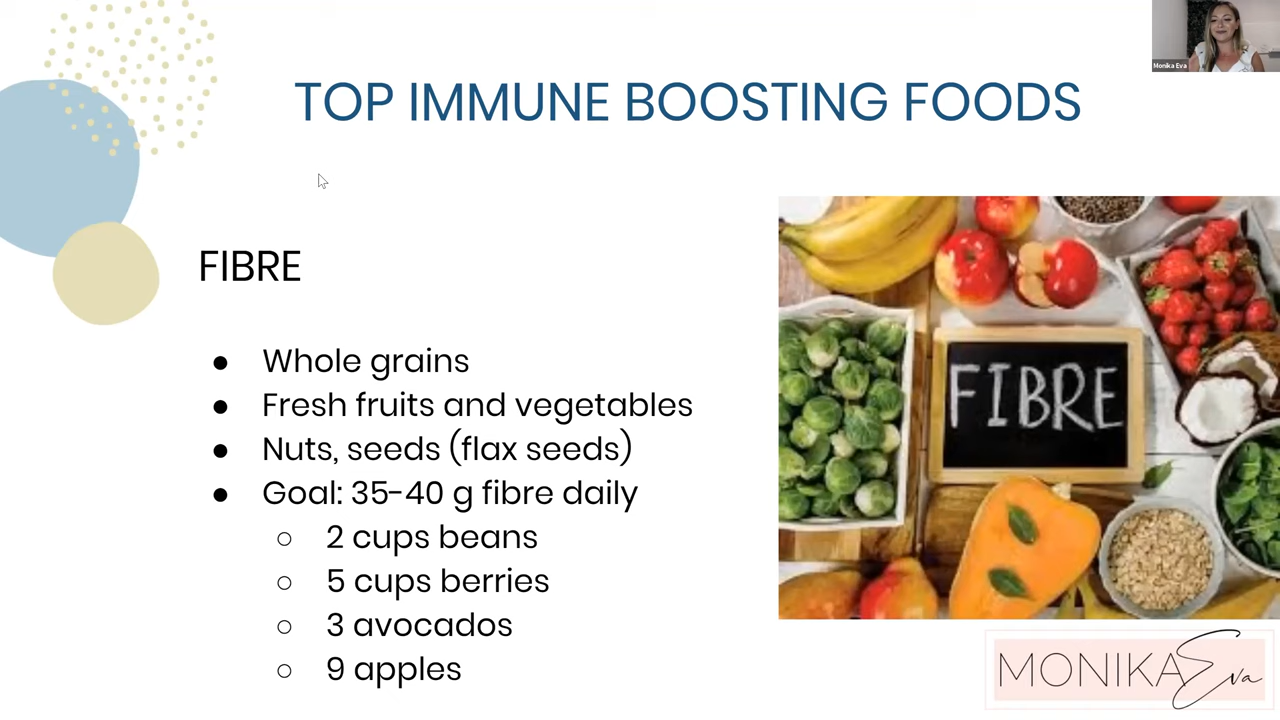 Monika Eva
TOP IMMUNE BOOSTING FOODS
FIBRE
● Whole grains
● Fresh fruits and vegetables
● Nuts, seeds (flax seeds)
● Goal: 35-40 g fibre daily
○ 2 cups beans
○ 5 cups berries
○ 3 avocados
○ 9 apples
FIBRE
MONIKA Eva